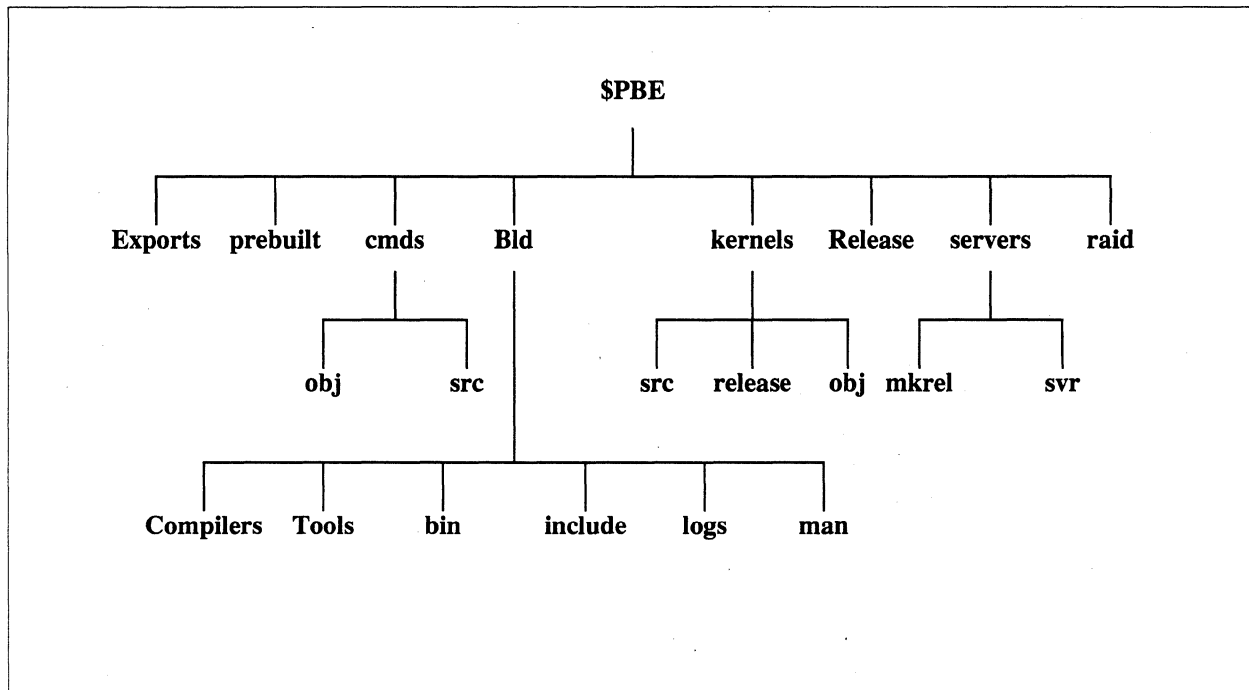 $PBE
Exports prebuilt cmds Bld kernels Release servers raid
obj src src release obj mkrel svr
Compilers Tools bin include logs man